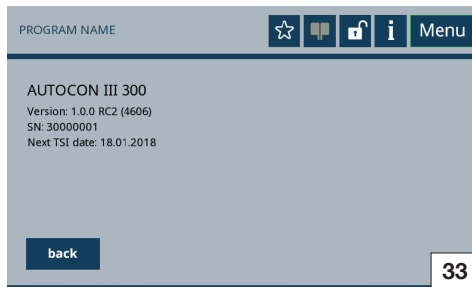 PROGRAM NAME
i
Menu
AUTOCON III 300
Version: 1.0.0 RC2 (4606)
SN: 30000001
Next TSI date: 18.01.2018
back
33